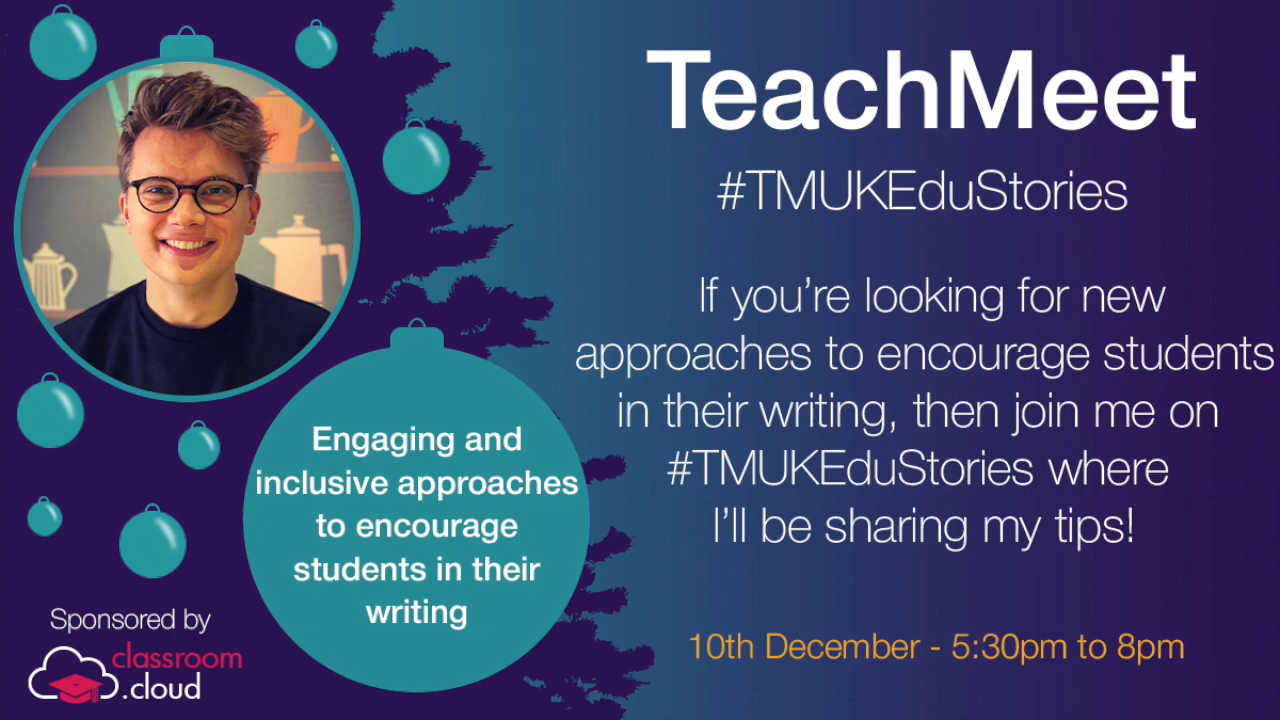 TeachMeet
#TMUKEduStories
If you're looking for new
approaches to encourage students
in their writing, then join me on
#TMUKEduStories where
I'll be sharing my tips!
10th December - 5:30pm to 8pm
Engaging and
inclusive approaches
to encourage
students in their
writing
Sponsored by
classroom
.cloud